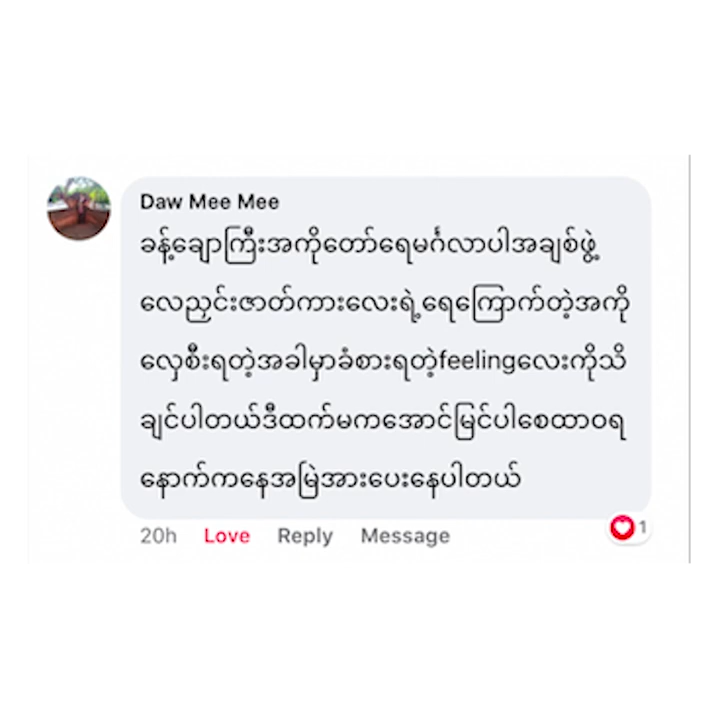 Daw Mee Mee
ခန့်ချောကြီးအကိုတော်ရေမင်္ဂလာပါအချစ်ဖွဲ့
လေညှင်းဇာတ်ကားလေးရဲ့ရေကြောက်တဲ့အကို
လှေစီးရတဲ့အခါမှာခံစားရတဲ့feelingလေးကိုသိ
ချင်ပါတယ်ဒီထက်မကအောင်မြင်ပါစေထာဝရ
နောက်ကနေအမြဲအားပေးနေပါတယ်
20h Love Reply Message 1